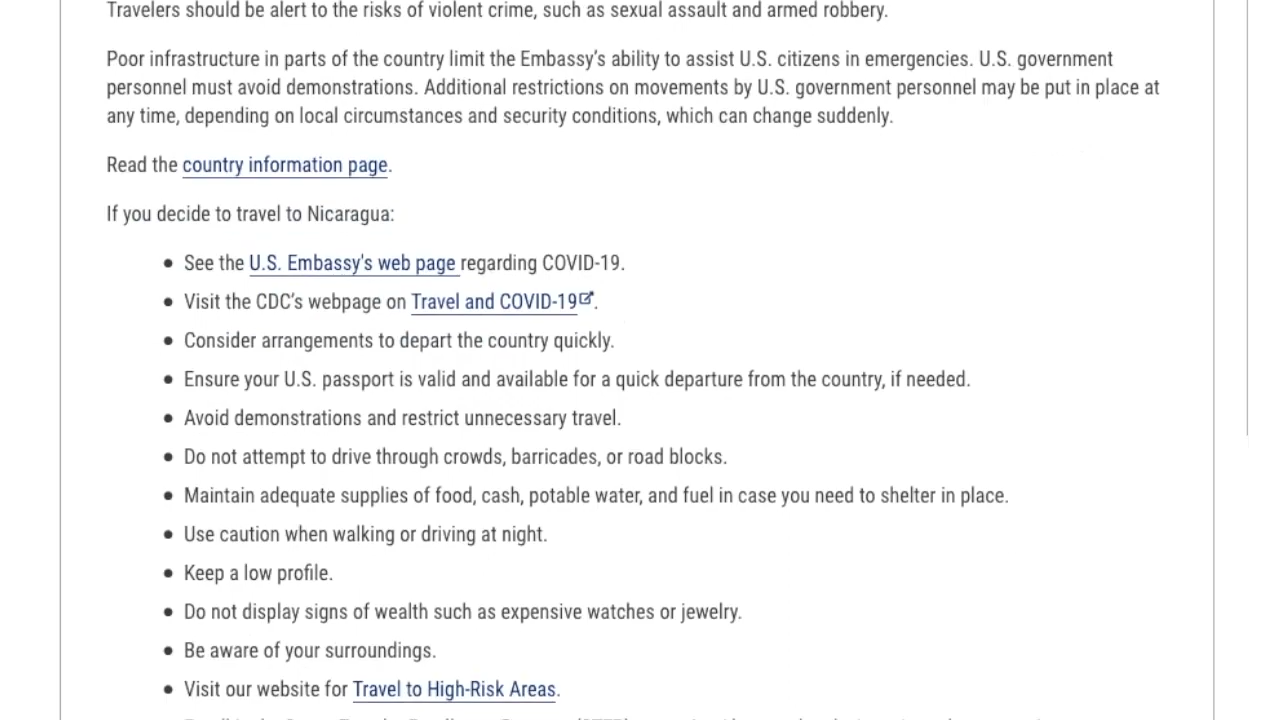 Travelers should be alert to the risks of violent crime, such as sexual assault and armed robbery.
Poor infrastructure in parts of the country limit the Embassy's ability to assist U.S. citizens in emergencies. U.S. government
personnel must avoid demonstrations. Additional restrictions on movements by U.S. government personnel may be put in place at
any time, depending on local circumstances and security conditions, which can change suddenly.
Read the country information page.
If you decide to travel to Nicaragua:
• See the U.S. Embassy's web page regarding COVID-19.
• Visit the CDC's webpage on Travel and COVID-19.
• Consider arrangements to depart the country quickly.
• Ensure your U.S. passport is valid and available for a quick departure from the country, if needed.
• Avoid demonstrations and restrict unnecessary travel.
• Do not attempt to drive through crowds, barricades, or road blocks.
• Maintain adequate supplies of food, cash, potable water, and fuel in case you need to shelter in place.
• Use caution when walking or driving at night.
• Keep a low profile.
• Do not display signs of wealth such as expensive watches or jewelry.
• Be aware of your surroundings.
• Visit our website for Travel to High-Risk Areas.